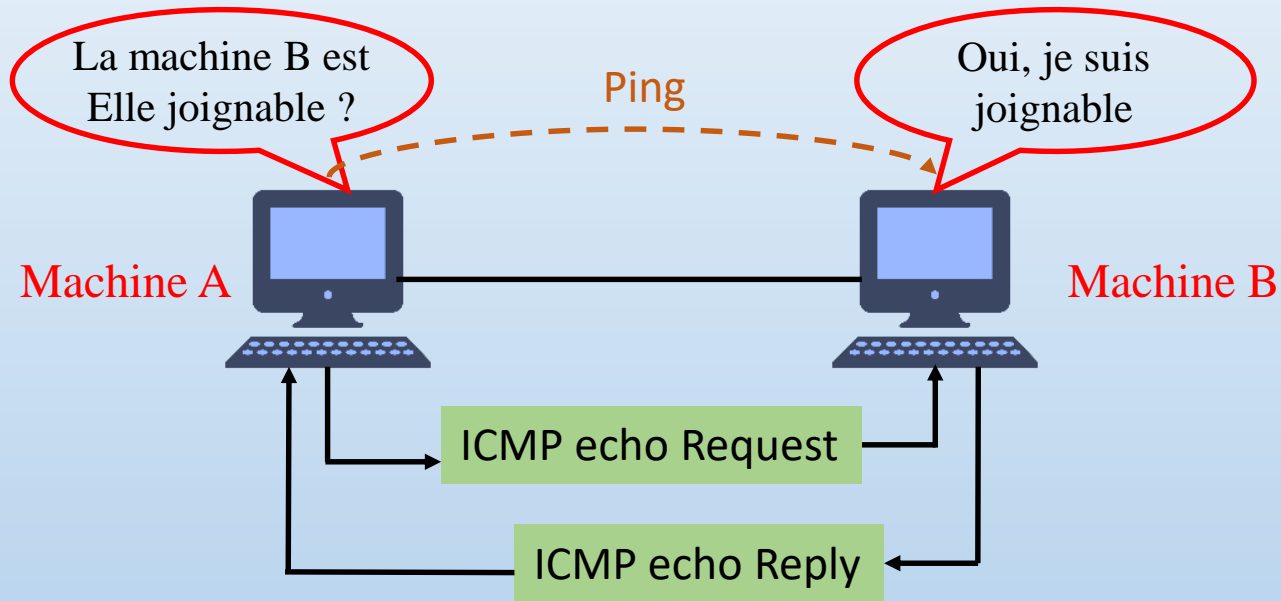 La machine B est
Elle joignable ?
Ping
Oui, je suis
joignable
Machine A
Machine B
ICMP echo Request
ICMP echo Reply